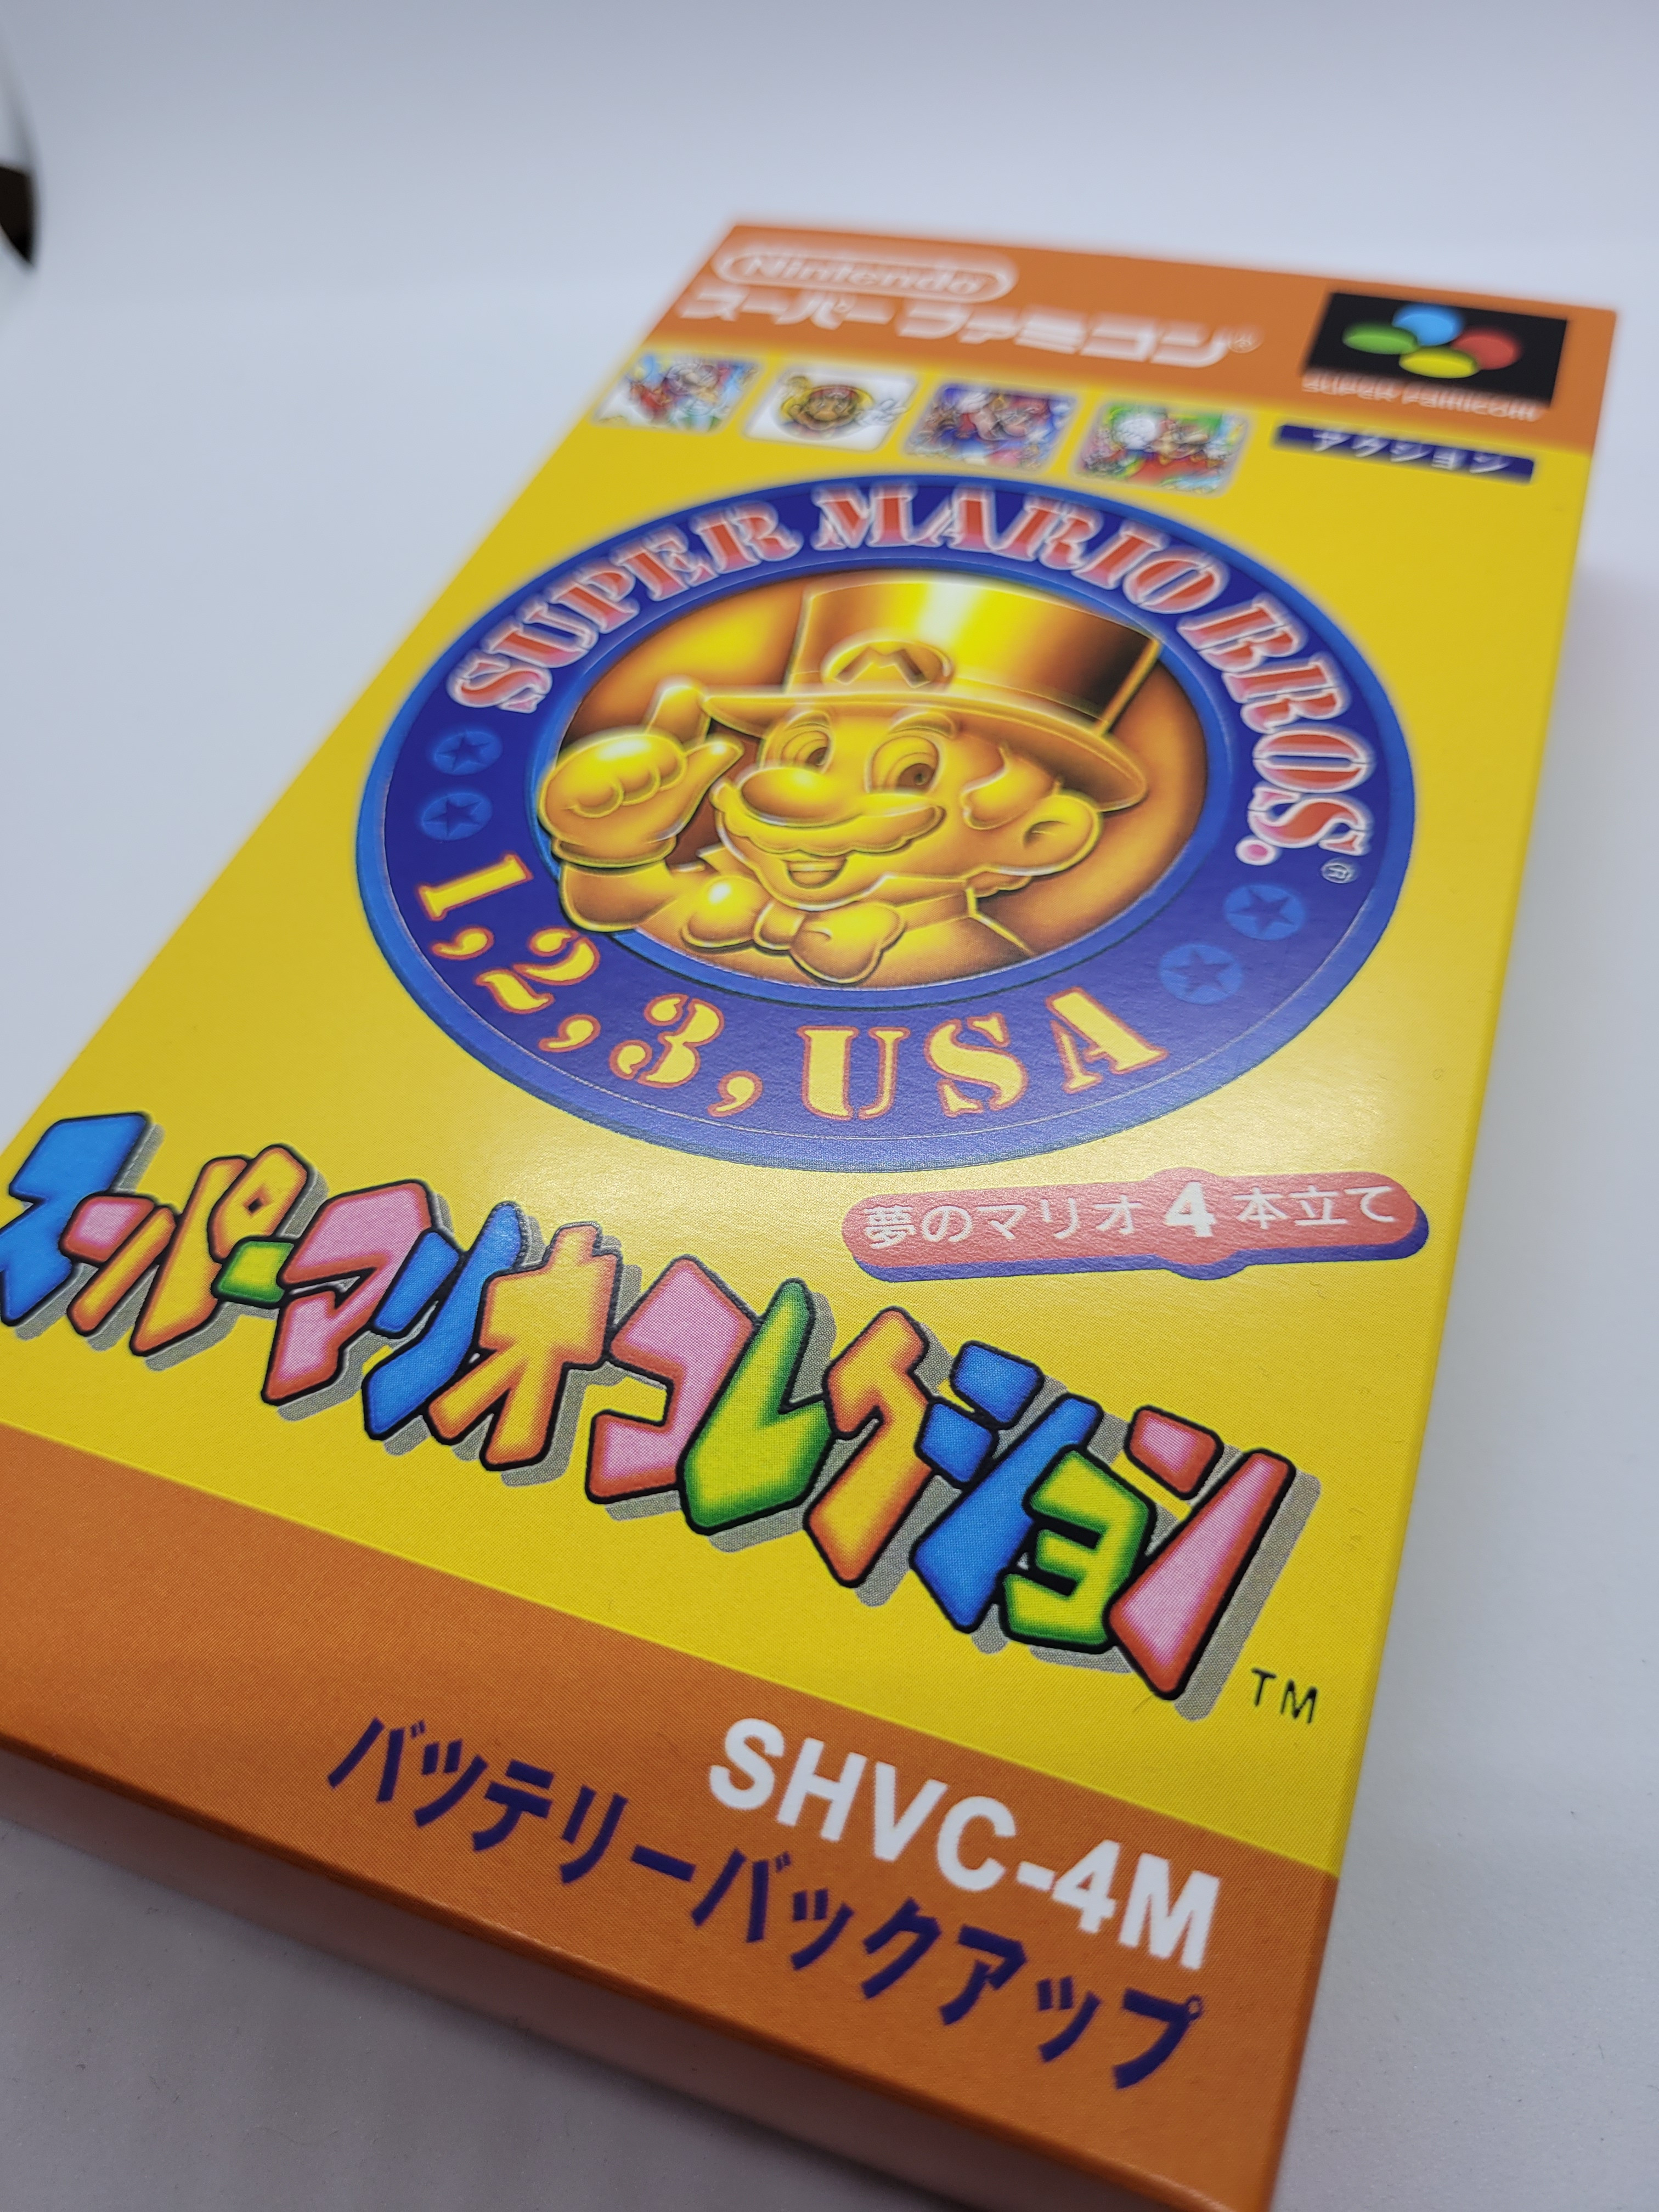 Nintendo
スーパーファミコン®
SUPER FAMICOM
アクション
SUPER MARIO BROS.®
1,2,3,USA
夢のマリオ4本立て
スーパーマリオコレクション
TM
SHVC-4M
バッテリーバックアップ